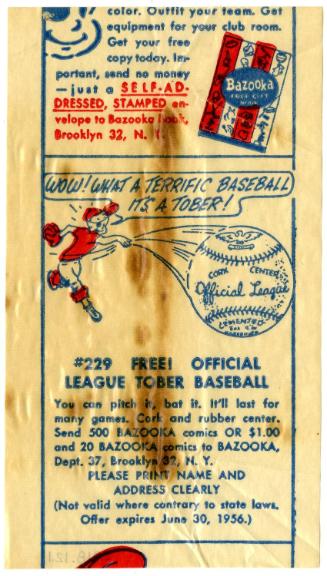 color. Outfit your team. Get
equipment for your club room.
Get your free
copy today. Im-
portant, send no money
—just a SELF-AD-
DRESSED, STAMPED en-
velope to Bazooka Book,
Brooklyn 32, N. Y.
Bazooka
WOW! WHAT A TERRIFIC BASEBALL
IT'S A TOBER!
CORK CENTER
Official League
CEMENTED
#229 FREE! OFFICIAL
LEAGUE TOBER BASEBALL
You can pitch it, bat it. It'll last for
many games. Cork and rubber center.
Send 500 BAZOOKA comics OR $1.00
and 20 BAZOOKA comics to BAZOOKA,
Dept. 37, Brooklyn 32, N. Y.
PLEASE PRINT NAME AND
ADDRESS CLEARLY
(Not valid where contrary to state laws.
Offer expires June 30, 1956.)